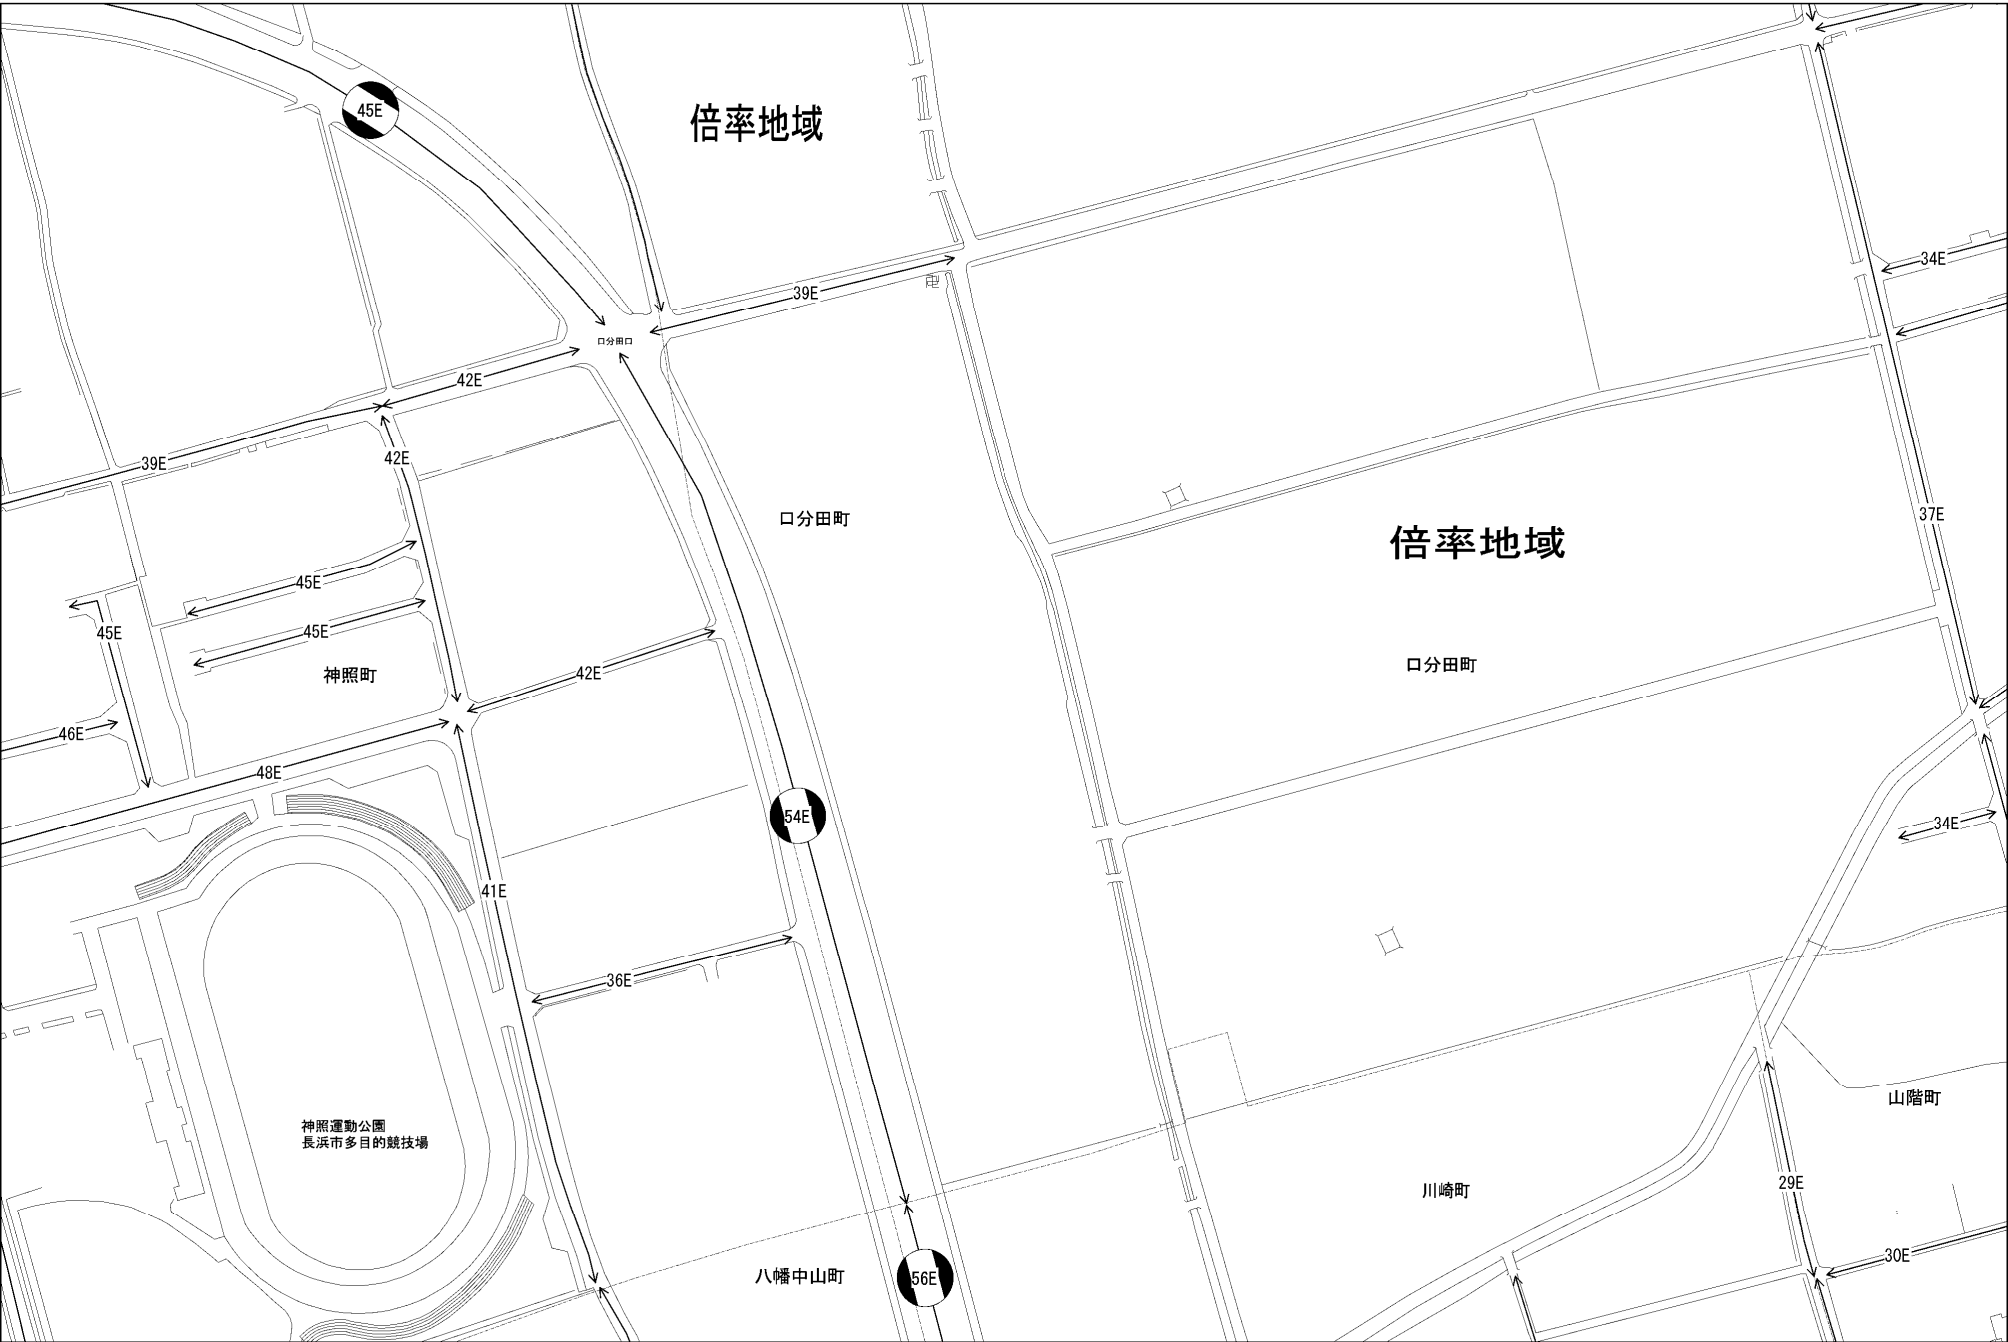 45E
倍率地域
34E
39E
口分田口
42E
42E
39E
37E
口分田町
倍率地域
45E
45E
45E
口分田町
42E
神照町
46E
48E
54E
34E
41E
36E
山階町
神照運動公園
長浜市多目的競技場
29E
川崎町
30E
八幡中山町
56E